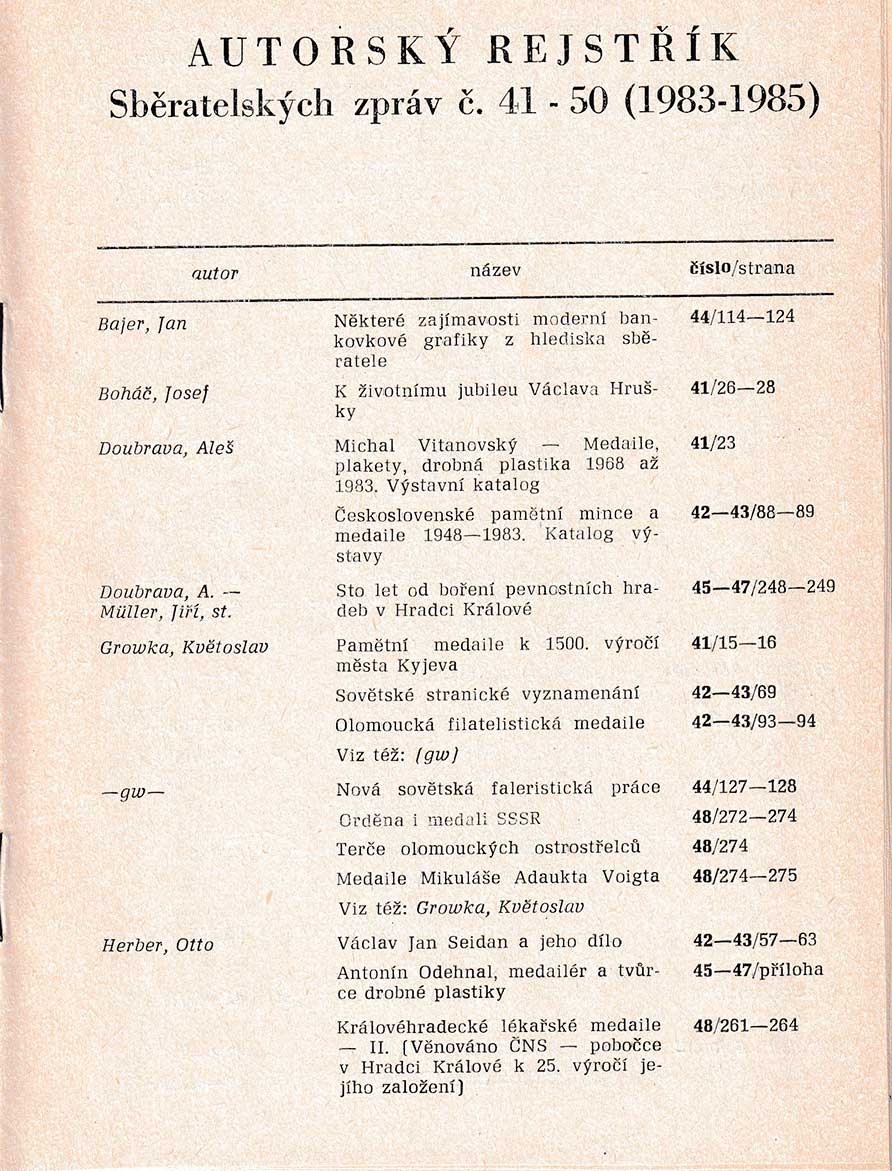 AUTORSKÝ REJSTŘÍK
Sběratelských zpráv č. 41 - 50 (1983-1985)
autor název číslo/strana
Bajer, Jan Některé zajímavosti moderní ban- 44/114—124
kovkové grafiky z hlediska sbě-
ratele
Boháč, Josef K životnímu jubileu Václava Hruš- 41/26—28
ky
Doubrava, Aleš Michal Vitanovský — Medaile, 41/23
plakety, drobná plastika 1968 až
1983. Výstavní katalog
Československé pamětní mince a 42—43/88—89
medaile 1948—1983. Katalog vý-
stavy
Doubrava, A. — Sto let od boření pevnostních hra- 45—47/248—249
Müller, Jiří, st. deb v Hradci Králové
Growka, Květoslav Pamětní medaile k 1500. výročí 41/15—16
města Kyjeva
Sovětské stranické vyznamenání 42—43/69
Olomoucká filatelistická medaile 42—43/93—94
Viz též: (gw)
—gw— Nová sovětská faleristická práce 44/127—128
Orděna i medali SSSR 48/272—274
Terče olomouckých ostrostřelců 48/274
Medaile Mikuláše Adaukta Voigta 48/274—275
Viz též: Growka, Květoslav
Herber, Otto Václav Jan Seidan a jeho dílo 42—43/57—63
Antonín Odehnal, medailér a tvůr- 45—47/příloha
ce drobné plastiky
Královéhradecké lékařské medaile 48/261—264
— II. (Věnováno ČNS — pobočce
v Hradci Králové k 25. výročí je-
jího založení)